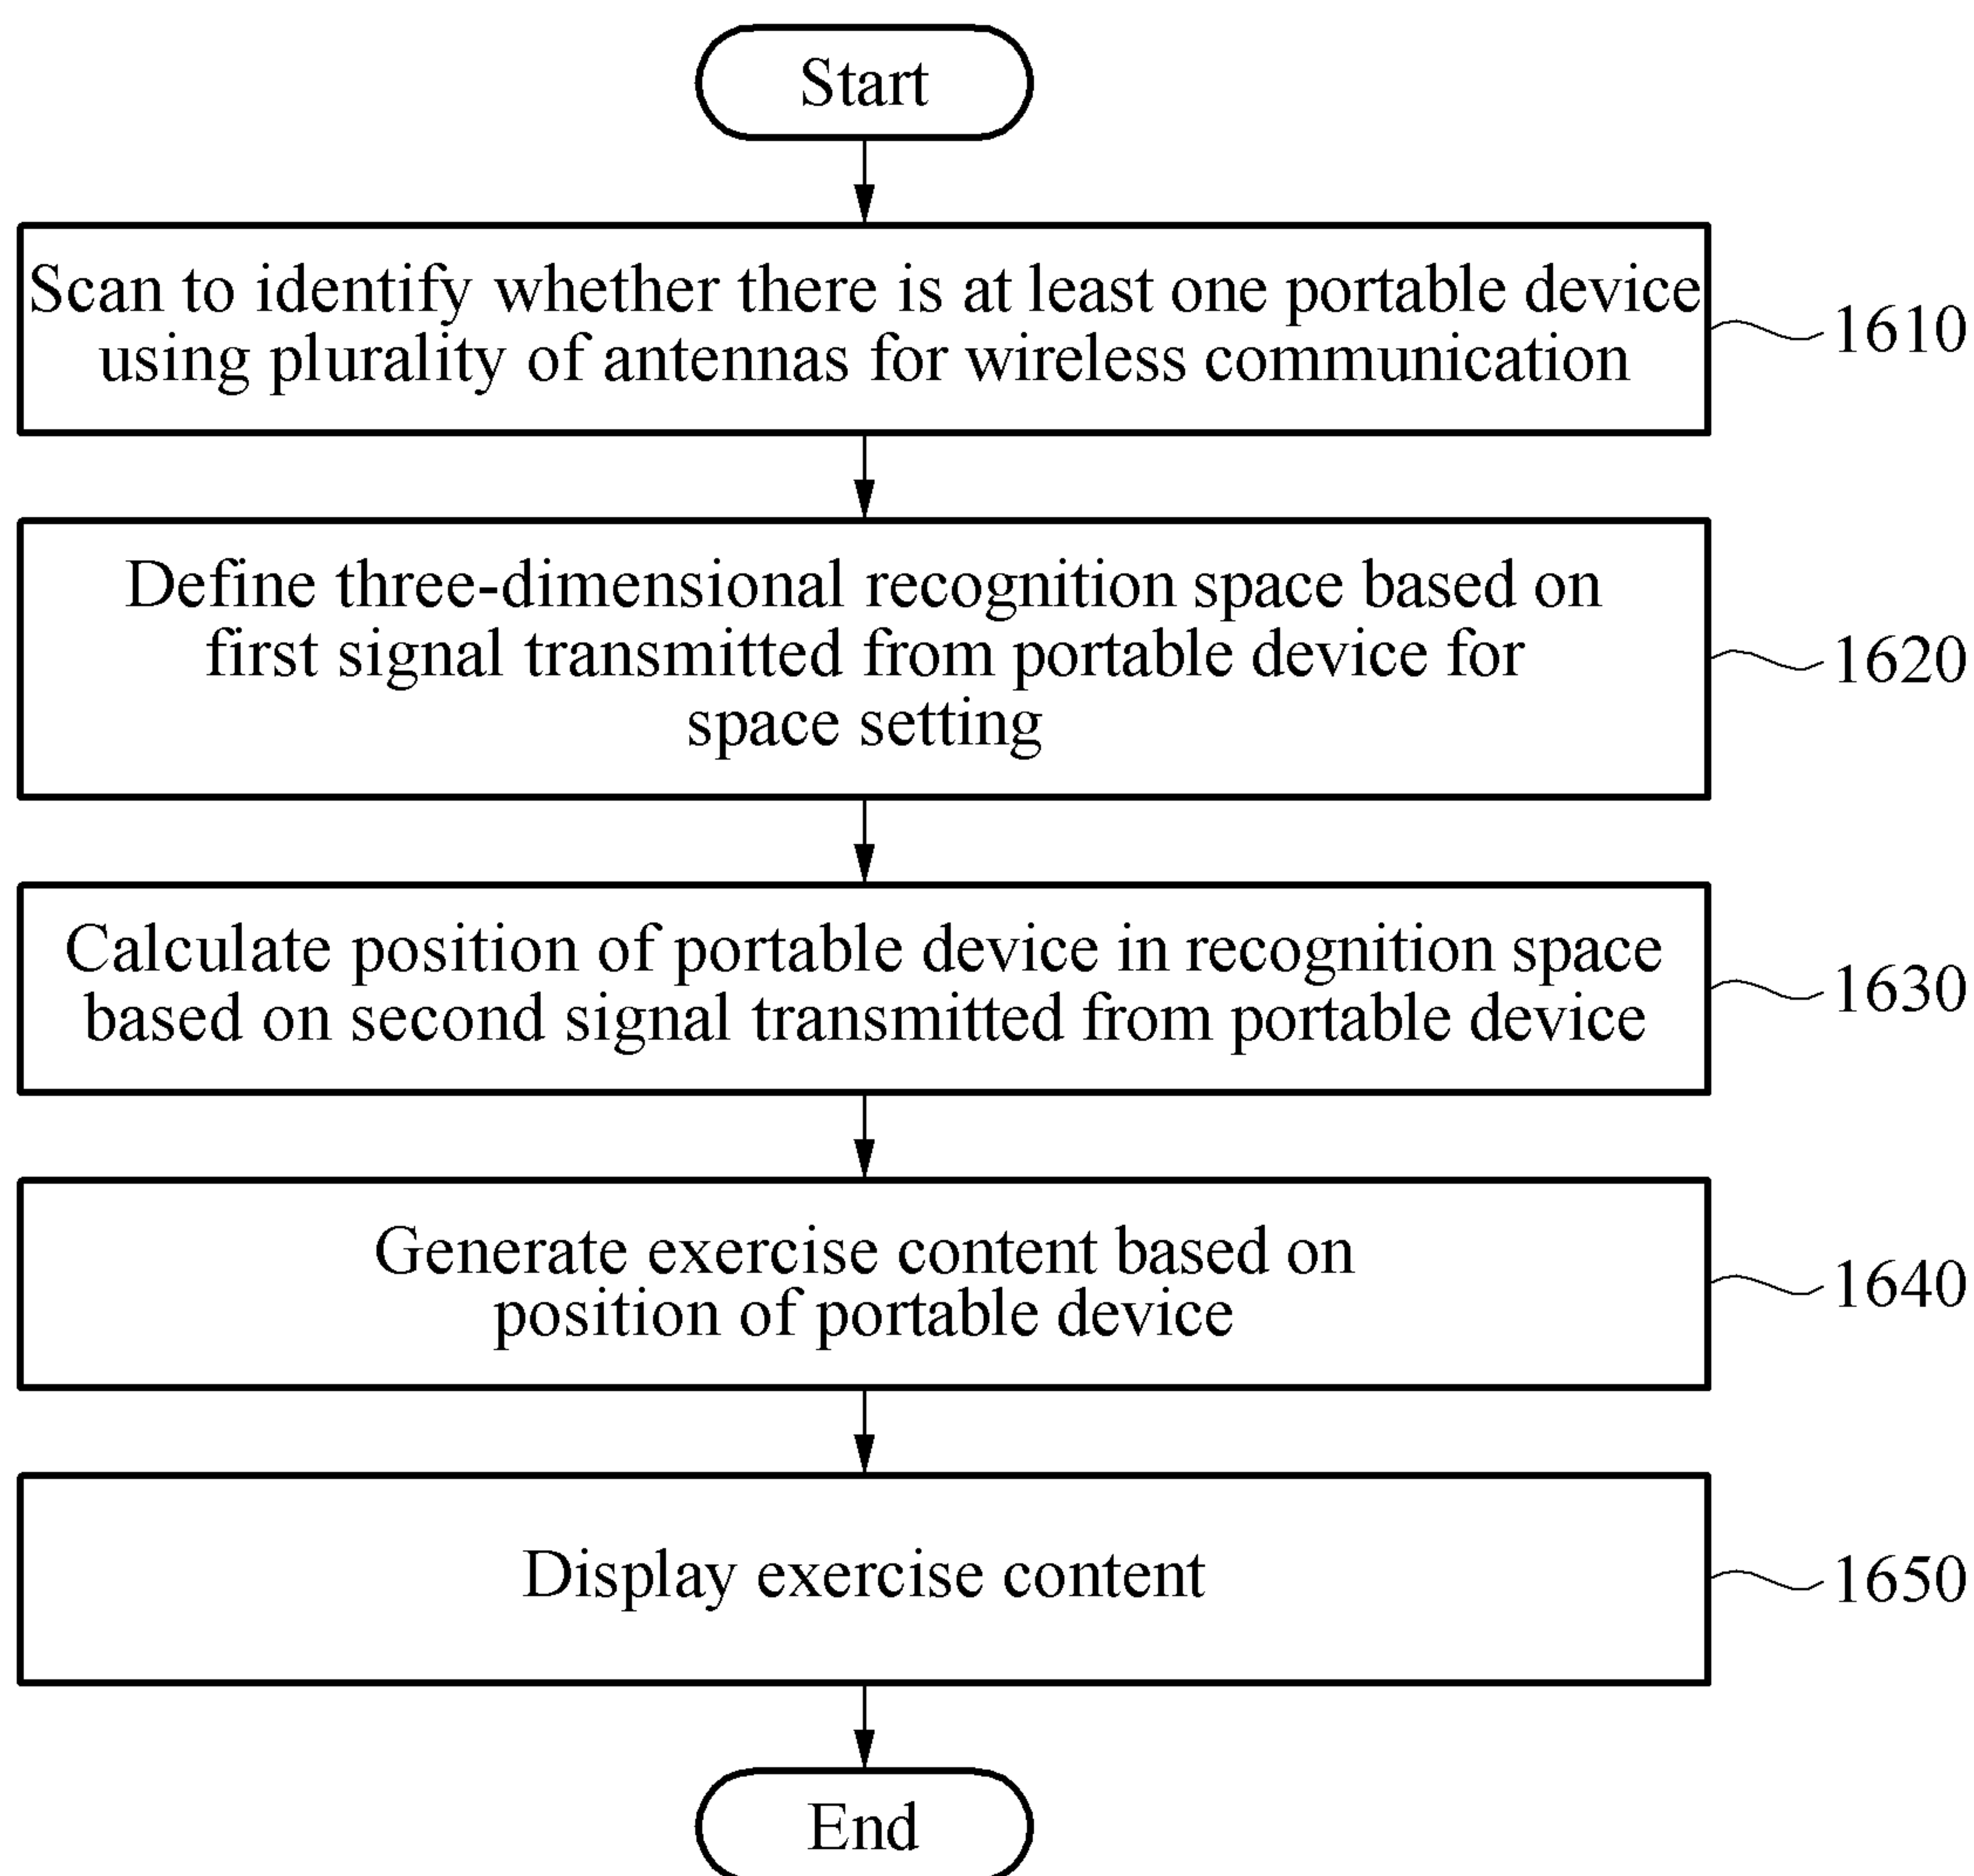 Start
Scan to identify whether there is at least one portable device
using plurality of antennas for wireless communication
1610
Define three-dimensional recognition space based on
first signal transmitted from portable device for
space setting
1620
Calculate position of portable device in recognition space
based on second signal transmitted from portable device
1630
Generate exercise content based on
position of portable device
1640
Display exercise content
1650
End